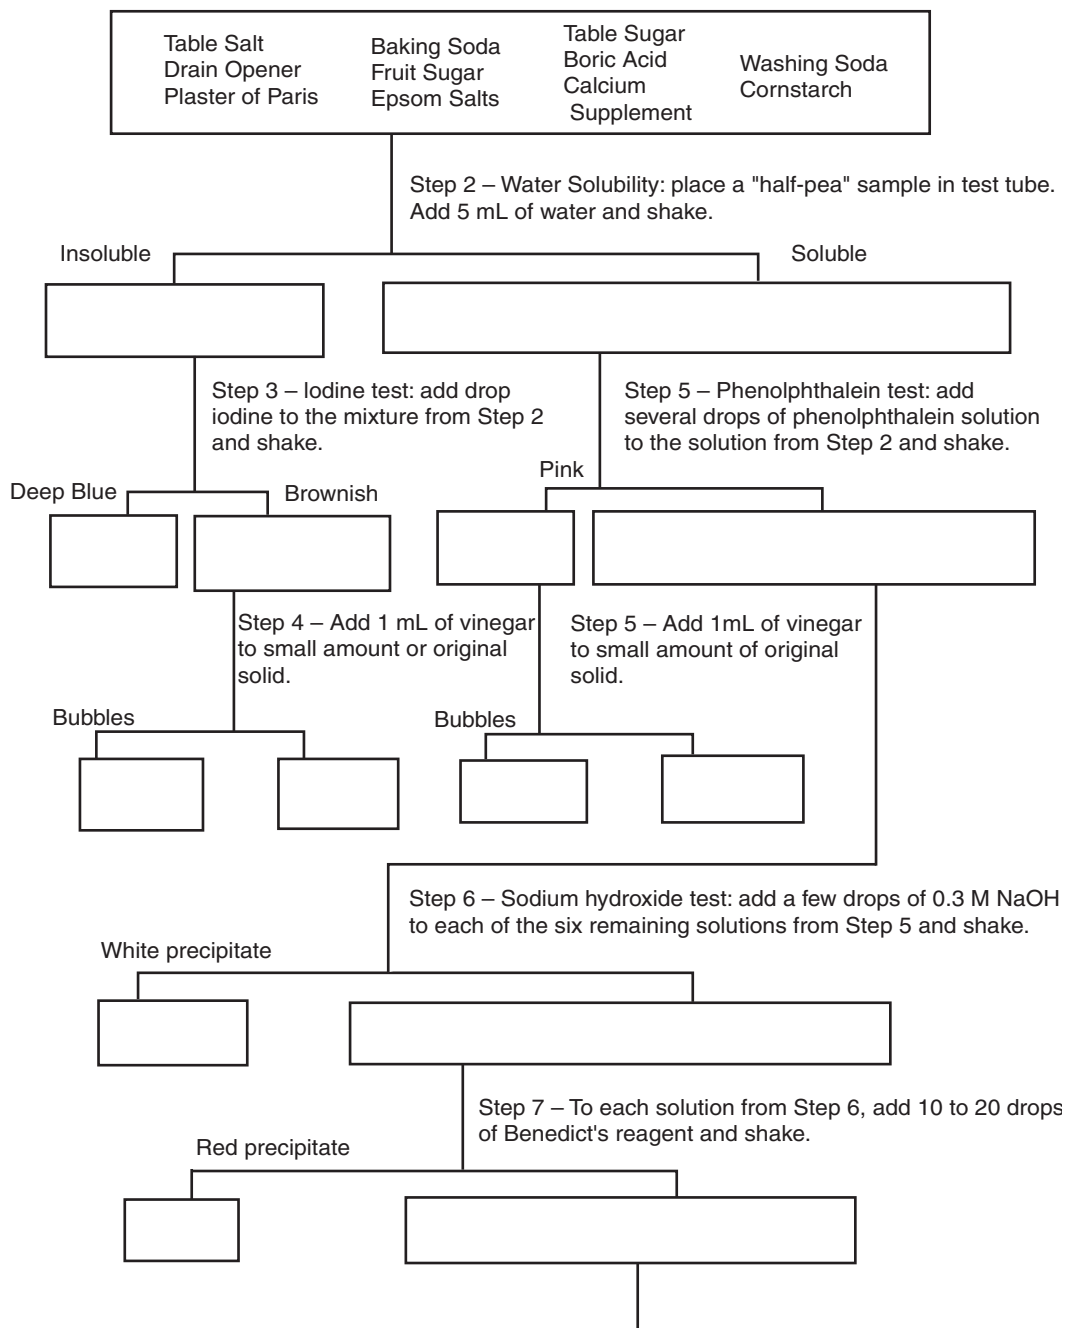 Table Salt
Drain Opener
Plaster of Paris
Baking Soda
Fruit Sugar
Epsom Salts
Table Sugar
Boric Acid
Calcium
Supplement
Washing Soda
Cornstarch
Step 2 – Water Solubility: place a "half-pea" sample in test tube.
Add 5 mL of water and shake.
Insoluble
Soluble
Step 3 – Iodine test: add drop
iodine to the mixture from Step 2
and shake.
Step 5 – Phenolphthalein test: add
several drops of phenolphthalein solution
to the solution from Step 2 and shake.
Deep Blue
Brownish
Pink
Step 4 – Add 1 mL of vinegar
to small amount or original
solid.
Step 5 – Add 1mL of vinegar
to small amount of original
solid.
Bubbles
Bubbles
Step 6 – Sodium hydroxide test: add a few drops of 0.3 M NaOH
to each of the six remaining solutions from Step 5 and shake.
White precipitate
Step 7 – To each solution from Step 6, add 10 to 20 drops
of Benedict's reagent and shake.
Red precipitate